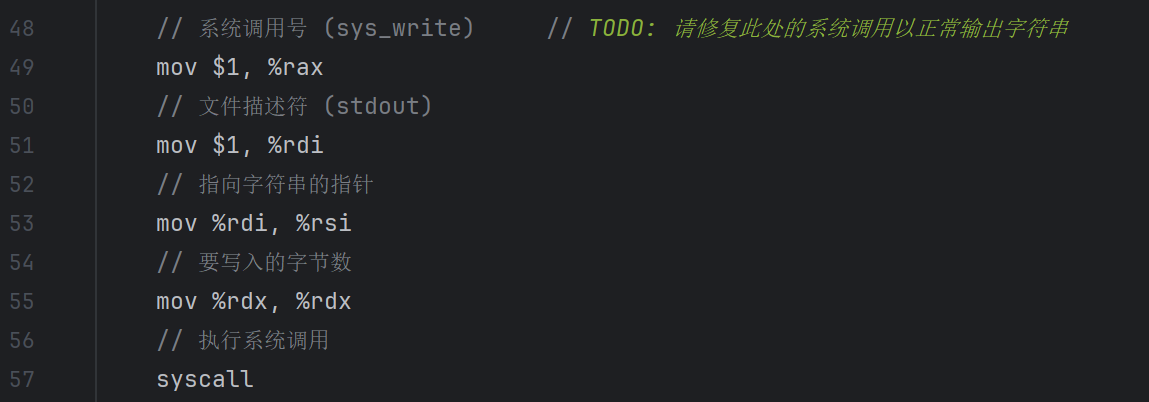 48 // 系统调用号 (sys_write) // TODO: 请修复此处的系统调用以正常输出字符串
49 mov $1, %rax
50 // 文件描述符 (stdout)
51 mov $1, %rdi
52 // 指向字符串的指针
53 mov %rdi, %rsi
54 // 要写入的字节数
55 mov %rdx, %rdx
56 // 执行系统调用
57 syscall